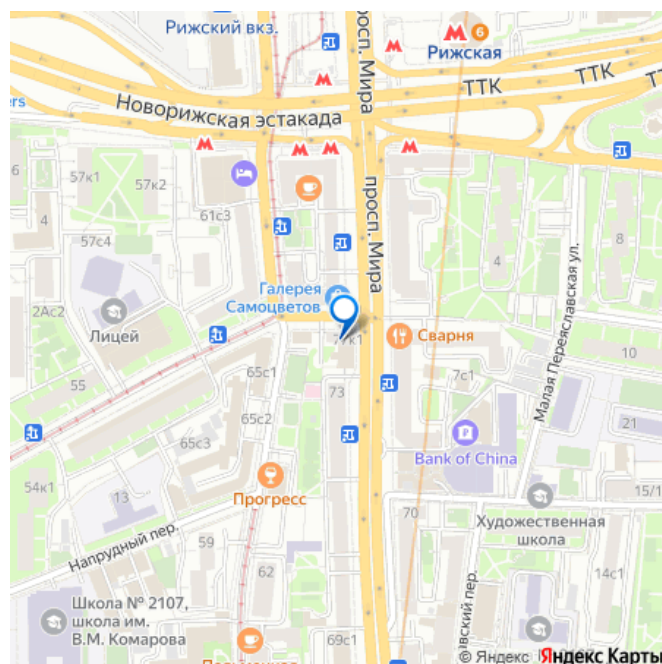 Рижский вкз.
просп. Мира
6
Рижская
ТТК
ТТК
ТТК
Новорижская эстакада
57к1
57к2
6
4
61с3
57с4
просп. Мира
4
8
Малая Переяславская ул.
Галерея
Самоцветов
2Ас2
Лицей
Сварня
10
55
65с1
73
7с1
65с2
21
65с3
Bank of China
54к1
13
Прогресс
15/1
70
Художественная
школа
Напрудный пер.
59
62
14с1
Школа № 2107,
школа им.
В.М. Комарова
69с1
© Яндекс
Яндекс Карты